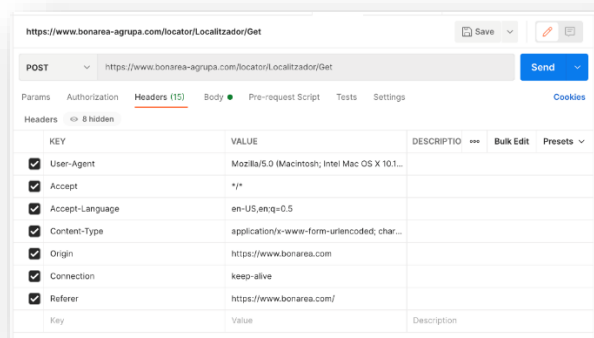 https://www.bonarea-agrupa.com/locator/Localitzador/Get
Save
POST
https://www.bonarea-agrupa.com/locator/Localitzador/Get
Send
Params Authorization Headers (15) Body Pre-request Script Tests Settings Cookies
Headers 8 hidden
KEY VALUE DESCRIPTIO ooo Bulk Edit Presets
User-Agent Mozilla/5.0 (Macintosh; Intel Mac OS X 10.1...
Accept */*
Accept-Language en-US,en;q=0.5
Content-Type application/x-www-form-urlencoded; char...
Origin https://www.bonarea.com
Connection keep-alive
Referer https://www.bonarea.com/
Key Value Description